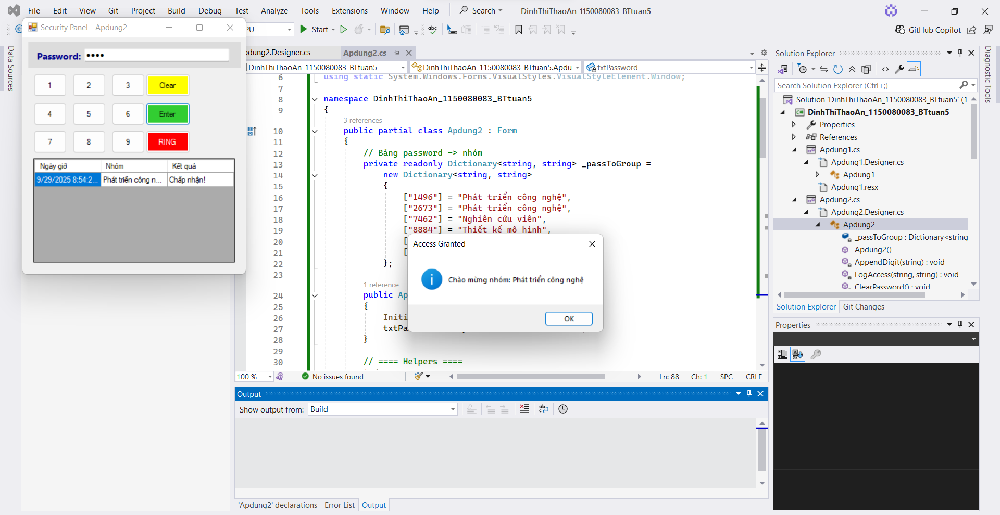 File Edit View Git Project Build Debug Test Analyze Tools Extensions Window Help Search DinhThiThaoAn_1150080083_BTtuan5
PU Start GitHub Copilot
Security Panel - Apdung2
Password: ••••
1 2 3 Clear
4 5 6 Enter
7 8 9 RING
Ngày giờ Nhóm Kết quả
9/29/2025 8:54:2... Phát triển công n... Chấp nhận!
Data Sources
pdung2.Designer.cs Apdung2.cs
DinhThiThaoAn_1150080083_BTtuan5 DinhThiThaoAn_1150080083_BTtuan5.Apdu txtPassword
6 using static System.Windows.Forms.VisualStyles.VisualStyleElement.Window;
7
8 namespace DinhThiThaoAn_1150080083_BTtuan5
9 {
3 references
10 public partial class Apdung2 : Form
11 {
12 // Bảng password -> nhóm
13 private readonly Dictionary<string, string> _passToGroup =
14 new Dictionary<string, string>
15 {
16 ["1496"] = "Phát triển công nghệ",
17 ["2673"] = "Phát triển công nghệ",
18 ["7462"] = "Nghiên cứu viên",
19 ["8884"] = "Thiết kế mô hình",
20 [
21 [
22 };
23
1 reference
24 public Ap
25 {
26 Initi
27 txtPa
28 }
29
30 // ==== Helpers ====
Access Granted
Chào mừng nhóm: Phát triển công nghệ
OK
100 % No issues found Ln: 88 Ch: 1 SPC CRLF
Output
Show output from: Build
'Apdung2' declarations Error List Output
Solution Explorer
Search Solution Explorer (Ctrl+;)
Solution 'DinhThiThaoAn_1150080083_BTtuan5' (1
DinhThiThaoAn_1150080083_BTtuan5
Properties
References
Apdung1.cs
Apdung1.Designer.cs
Apdung1
Apdung1.resx
Apdung2.cs
Apdung2.Designer.cs
Apdung2
_passToGroup : Dictionary<string
Apdung2()
AppendDigit(string) : void
LogAccess(string, string) : void
ClearPassword() : void
Solution Explorer Git Changes
Properties
Diagnostic Tools